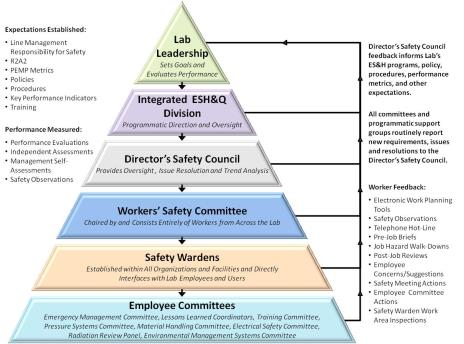 Expectations Established:
• Line Management
Responsibility for Safety
• R2A2
• PEMP Metrics
• Policies
• Procedures
• Key Performance Indicators
• Training
Performance Measured:
• Performance Evaluations
• Independent Assessments
• Management Self-
Assessments
• Safety Observations
Lab
Leadership
Sets Goals and
Evaluates Performance
Integrated ESH&Q
Division
Programmatic Direction and Oversight
Director's Safety Council
Provides Oversight, Issue Resolution and Trend Analysis
Workers' Safety Committee
Chaired by and Consists Entirely of Workers from Across the Lab
Safety Wardens
Established within All Organizations and Facilities and Directly
Interfaces with Lab Employees and Users
Employee Committees
Emergency Management Committee, Lessons Learned Coordinators, Training Committee,
Pressure Systems Committee, Material Handling Committee, Electrical Safety Committee,
Radiation Review Panel, Environmental Management Systems Committee
Director's Safety Council
feedback informs Lab's
ES&H programs, policy,
procedures, performance
metrics, and other
expectations.
All committees and
programmatic support
groups routinely report
new requirements, issues
and resolutions to the
Director's Safety Council.
Worker Feedback:
• Electronic Work Planning
Tools
• Safety Observations
• Telephone Hot-Line
• Pre-Job Briefs
• Job Hazard Walk-Downs
• Post-Job Reviews
• Employee
Concerns/Suggestions
• Safety Meeting Actions
• Employee Committee
Actions
• Safety Warden Work
Area Inspections